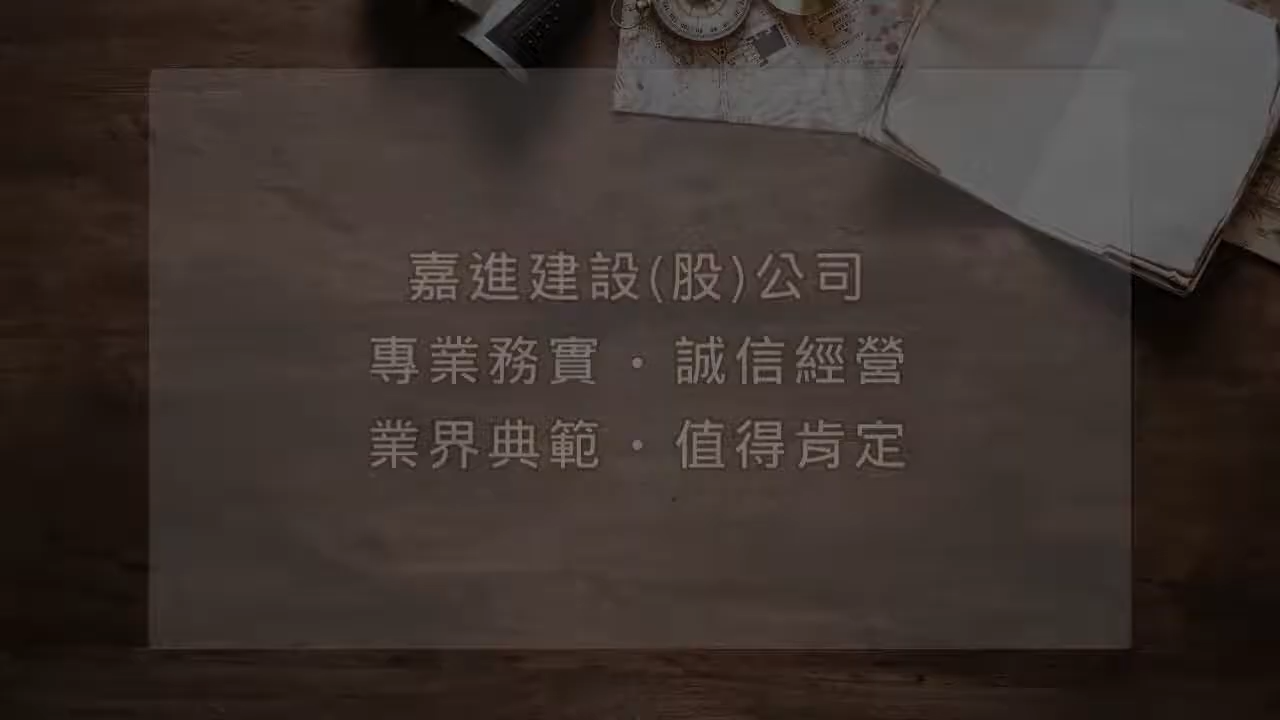 嘉進建設(股)公司
專業務實・誠信經營
業界典範・值得肯定